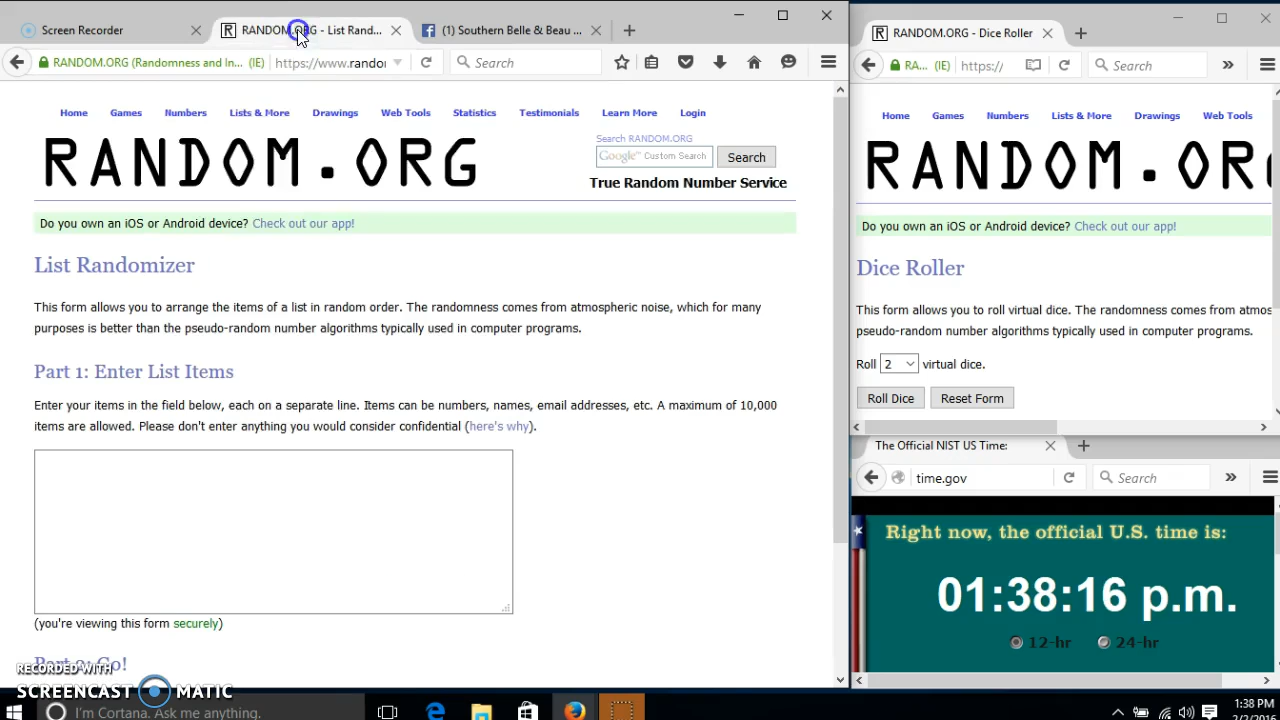 Screen Recorder
RANDOM.ORG - List Rand...
(1) Southern Belle & Beau ...
RANDOM.ORG (Randomness and In... (IE)
https://www.rando
Search
Home Games Numbers Lists & More Drawings Web Tools Statistics Testimonials Learn More Login
RANDOM.ORG
Search RANDOM.ORG
Google™ Custom Search
Search
True Random Number Service
Do you own an iOS or Android device? Check out our app!
List Randomizer
This form allows you to arrange the items of a list in random order. The randomness comes from atmospheric noise, which for many
purposes is better than the pseudo-random number algorithms typically used in computer programs.
Part 1: Enter List Items
Enter your items in the field below, each on a separate line. Items can be numbers, names, email addresses, etc. A maximum of 10,000
items are allowed. Please don't enter anything you would consider confidential (here's why).
(you're viewing this form securely)
Part 2: Go!
RECORDED WITH
SCREENCAST MATIC
I'm Cortana. Ask me anything.
RANDOM.ORG - Dice Roller
RA... (IE)
https://
Search
Home Games Numbers Lists & More Drawings Web Tools
RANDOM.ORG
Do you own an iOS or Android device? Check out our app!
Dice Roller
This form allows you to roll virtual dice. The randomness comes from atmos
pseudo-random number algorithms typically used in computer programs.
Roll 2 virtual dice.
Roll Dice Reset Form
The Official NIST US Time:
time.gov
Search
Right now, the official U.S. time is:
01:38:16 p.m.
12-hr 24-hr
1:38 PM
2/2/2016